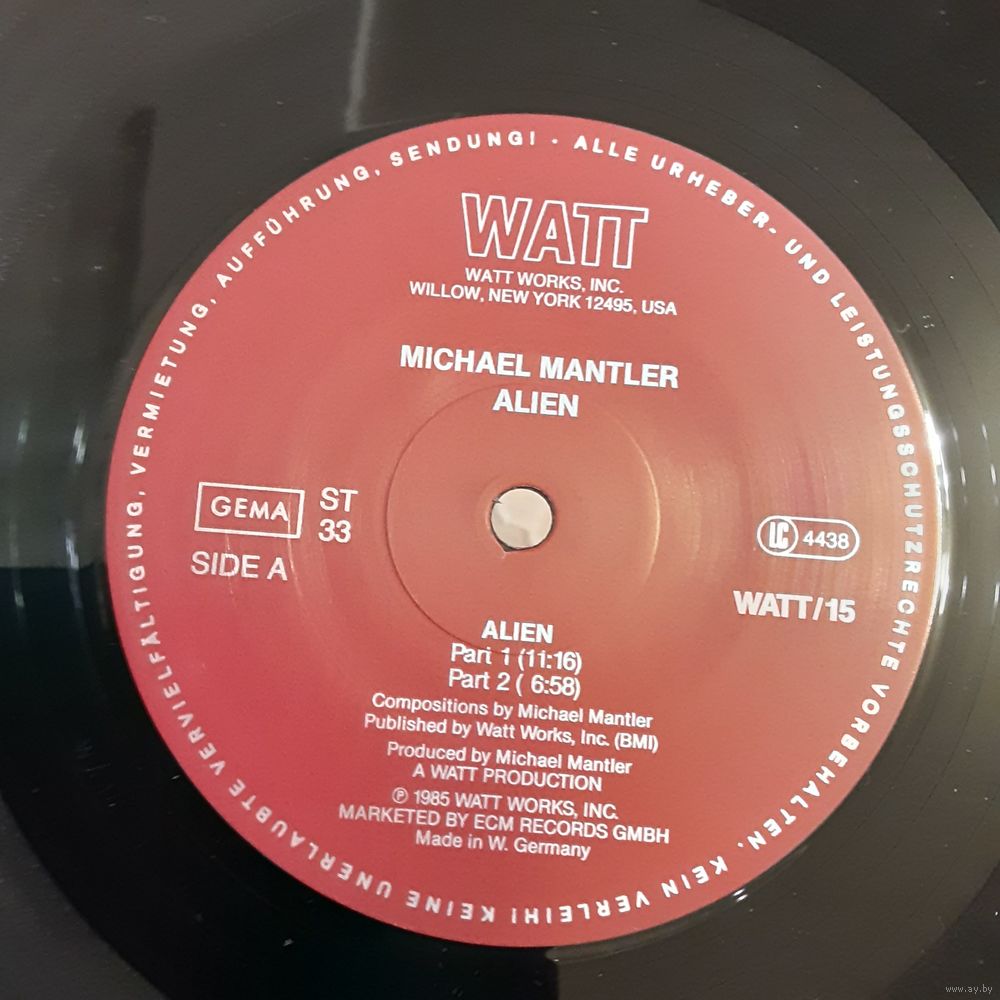 WATT
WATT WORKS, INC.
WILLOW, NEW YORK 12495, USA
MICHAEL MANTLER
ALIEN
GEMA
ST
33
SIDE A
LC 4438
WATT/15
ALIEN
Part 1 (11:16)
Part 2 ( 6:58)
Compositions by Michael Mantler
Published by Watt Works, Inc. (BMI)
Produced by Michael Mantler
A WATT PRODUCTION
℗ 1985 WATT WORKS, INC.
MARKETED BY ECM RECORDS GMBH
Made in W. Germany
ALLE URHEBER- UND LEISTUNGSSCHUTZRECHTE VORBEHALTEN. KEIN VERLEIH! KEINE UNERLAUBTE VERVIELFÄLTIGUNG, VERMIETUNG, AUFFÜHRUNG, SENDUNG! ·
www.ay.by